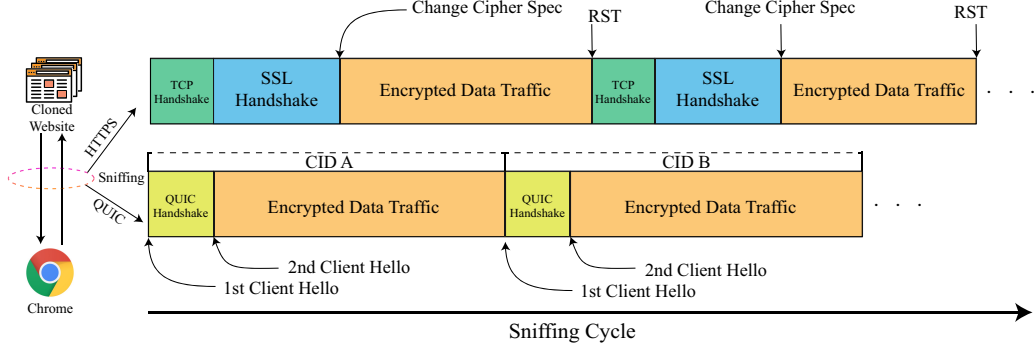 Change Cipher Spec
RST
Change Cipher Spec
RST
TCP
Handshake
SSL
Handshake
Encrypted Data Traffic
TCP
Handshake
SSL
Handshake
Encrypted Data Traffic
. . .
Cloned
Website
HTTPS
Sniffing
QUIC
CID A
CID B
QUIC
Handshake
Encrypted Data Traffic
QUIC
Handshake
Encrypted Data Traffic
. . .
2nd Client Hello
1st Client Hello
2nd Client Hello
1st Client Hello
Chrome
Sniffing Cycle